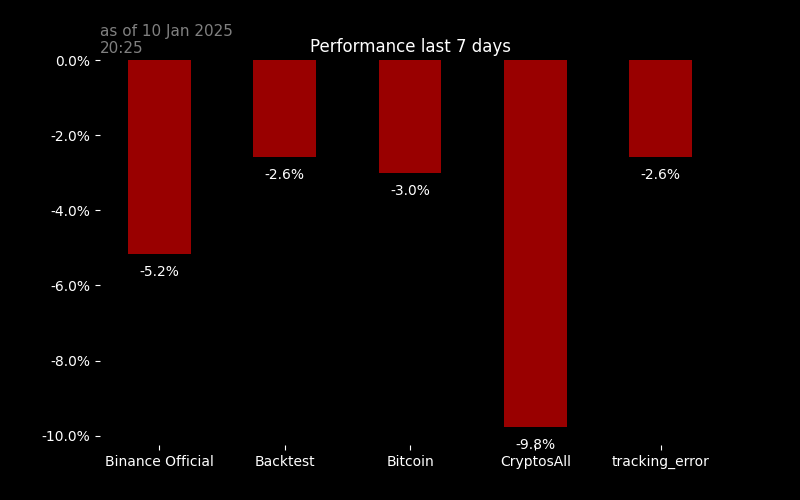 as of 10 Jan 2025
20:25
Performance last 7 days
0.0%
-2.0%
-4.0%
-6.0%
-8.0%
-10.0%
-5.2%
-2.6%
-3.0%
-9.8%
-2.6%
Binance Official
Backtest
Bitcoin
CryptosAll
tracking_error